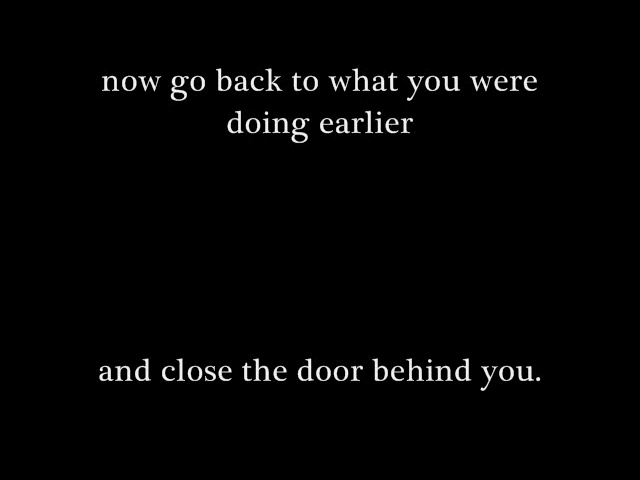 now go back to what you were
doing earlier
and close the door behind you.